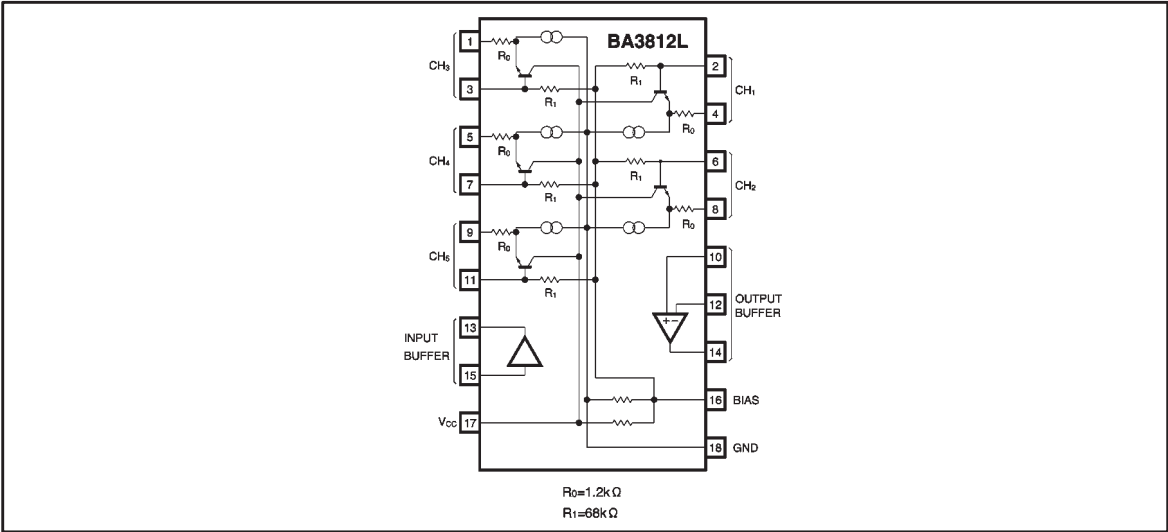 BA3812L
1
R0
CH3
3
R1
2
R1
CH1
4
R0
5
R0
CH4
7
R1
6
R1
CH2
8
R0
9
R0
CH5
11
R1
10
12
OUTPUT
BUFFER
14
+ −
13
INPUT
BUFFER
15
16 BIAS
VCC 17
18 GND
R0=1.2kΩ
R1=68kΩ